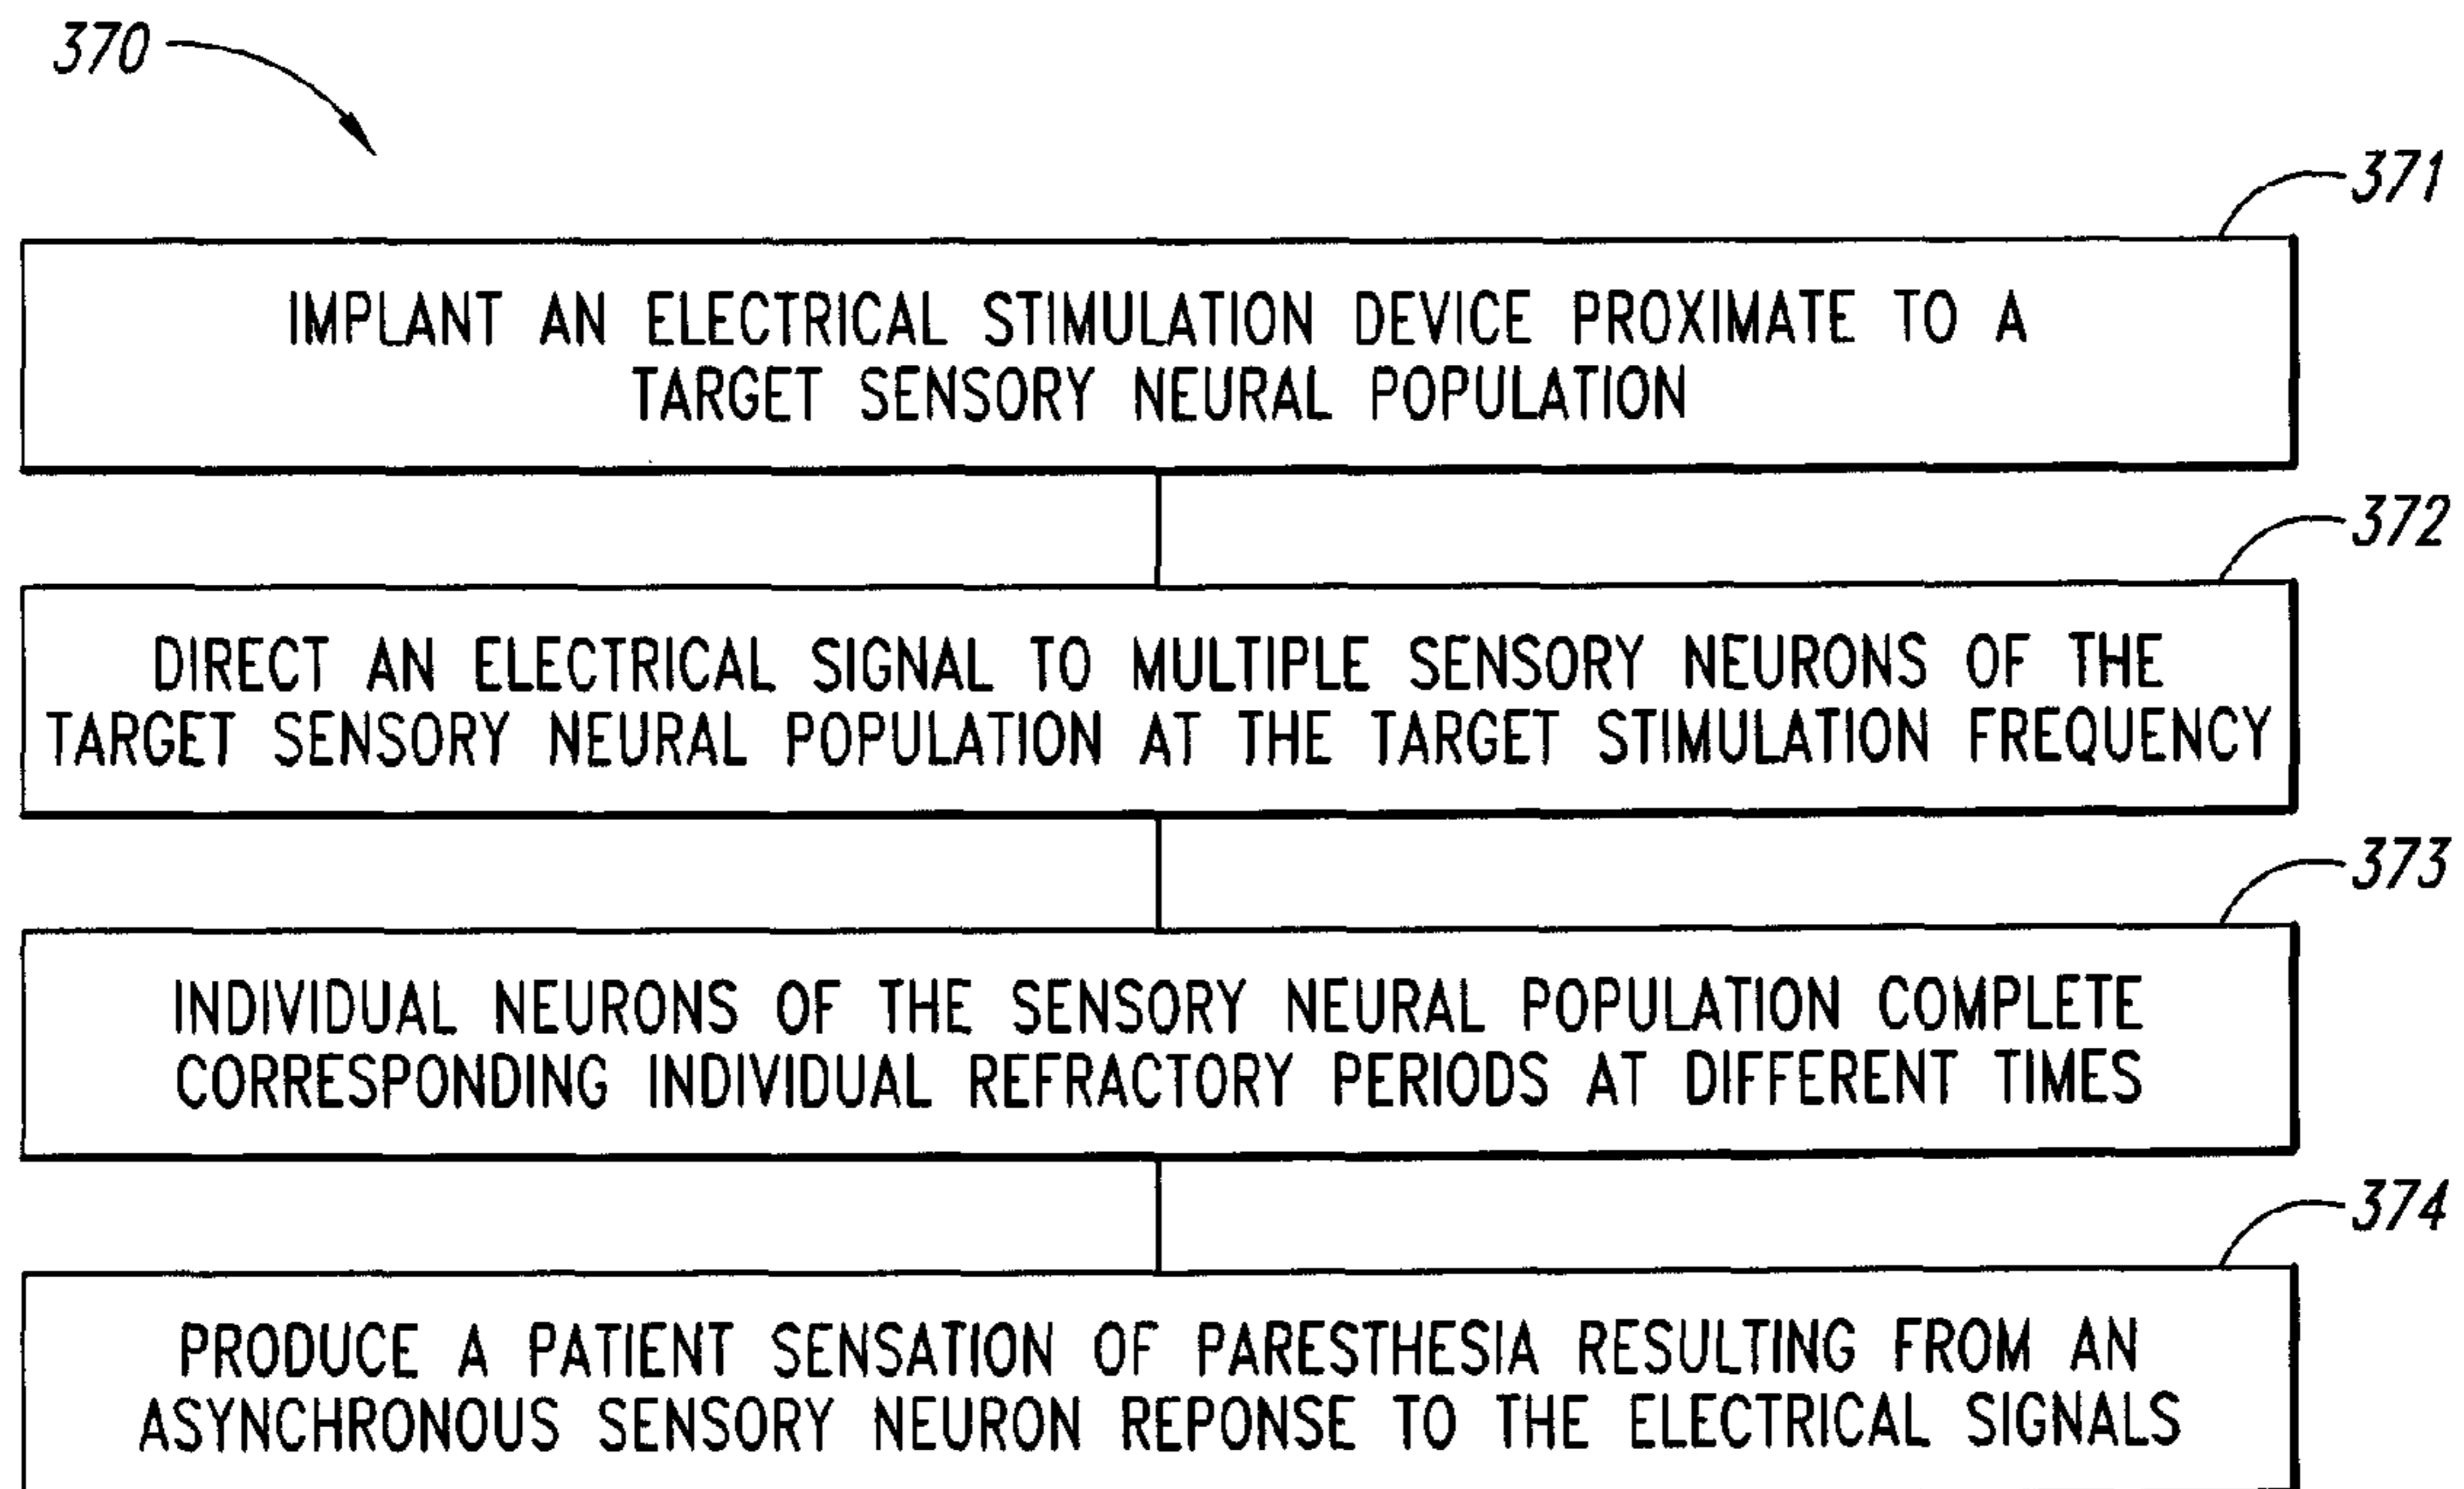 370
371
IMPLANT AN ELECTRICAL STIMULATION DEVICE PROXIMATE TO A
TARGET SENSORY NEURAL POPULATION
372
DIRECT AN ELECTRICAL SIGNAL TO MULTIPLE SENSORY NEURONS OF THE
TARGET SENSORY NEURAL POPULATION AT THE TARGET STIMULATION FREQUENCY
373
INDIVIDUAL NEURONS OF THE SENSORY NEURAL POPULATION COMPLETE
CORRESPONDING INDIVIDUAL REFRACTORY PERIODS AT DIFFERENT TIMES
374
PRODUCE A PATIENT SENSATION OF PARESTHESIA RESULTING FROM AN
ASYNCHRONOUS SENSORY NEURON REPONSE TO THE ELECTRICAL SIGNALS